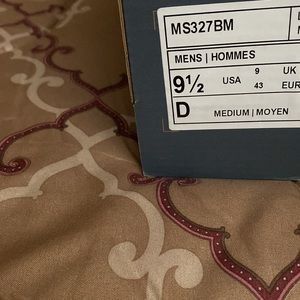 MS327BM
MENS | HOMMES
9½ USA 9 UK
43 EUR
D MEDIUM | MOYEN